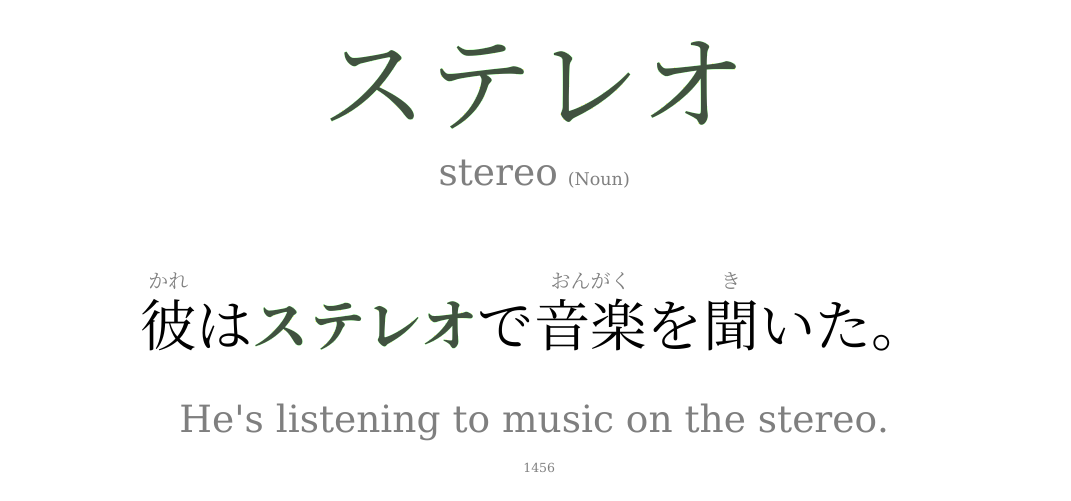 ステレオ
stereo (Noun)
かれ おんがく き
彼はステレオで音楽を聞いた。
He's listening to music on the stereo.
1456